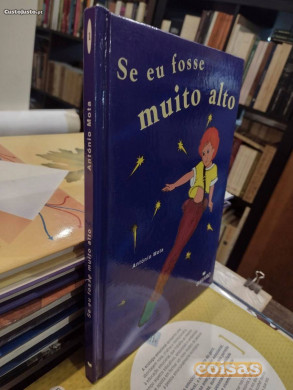 CustoJusto.pt
Se eu fosse
muito alto
António Mota
António Mota
Se eu fosse muito alto
coisas